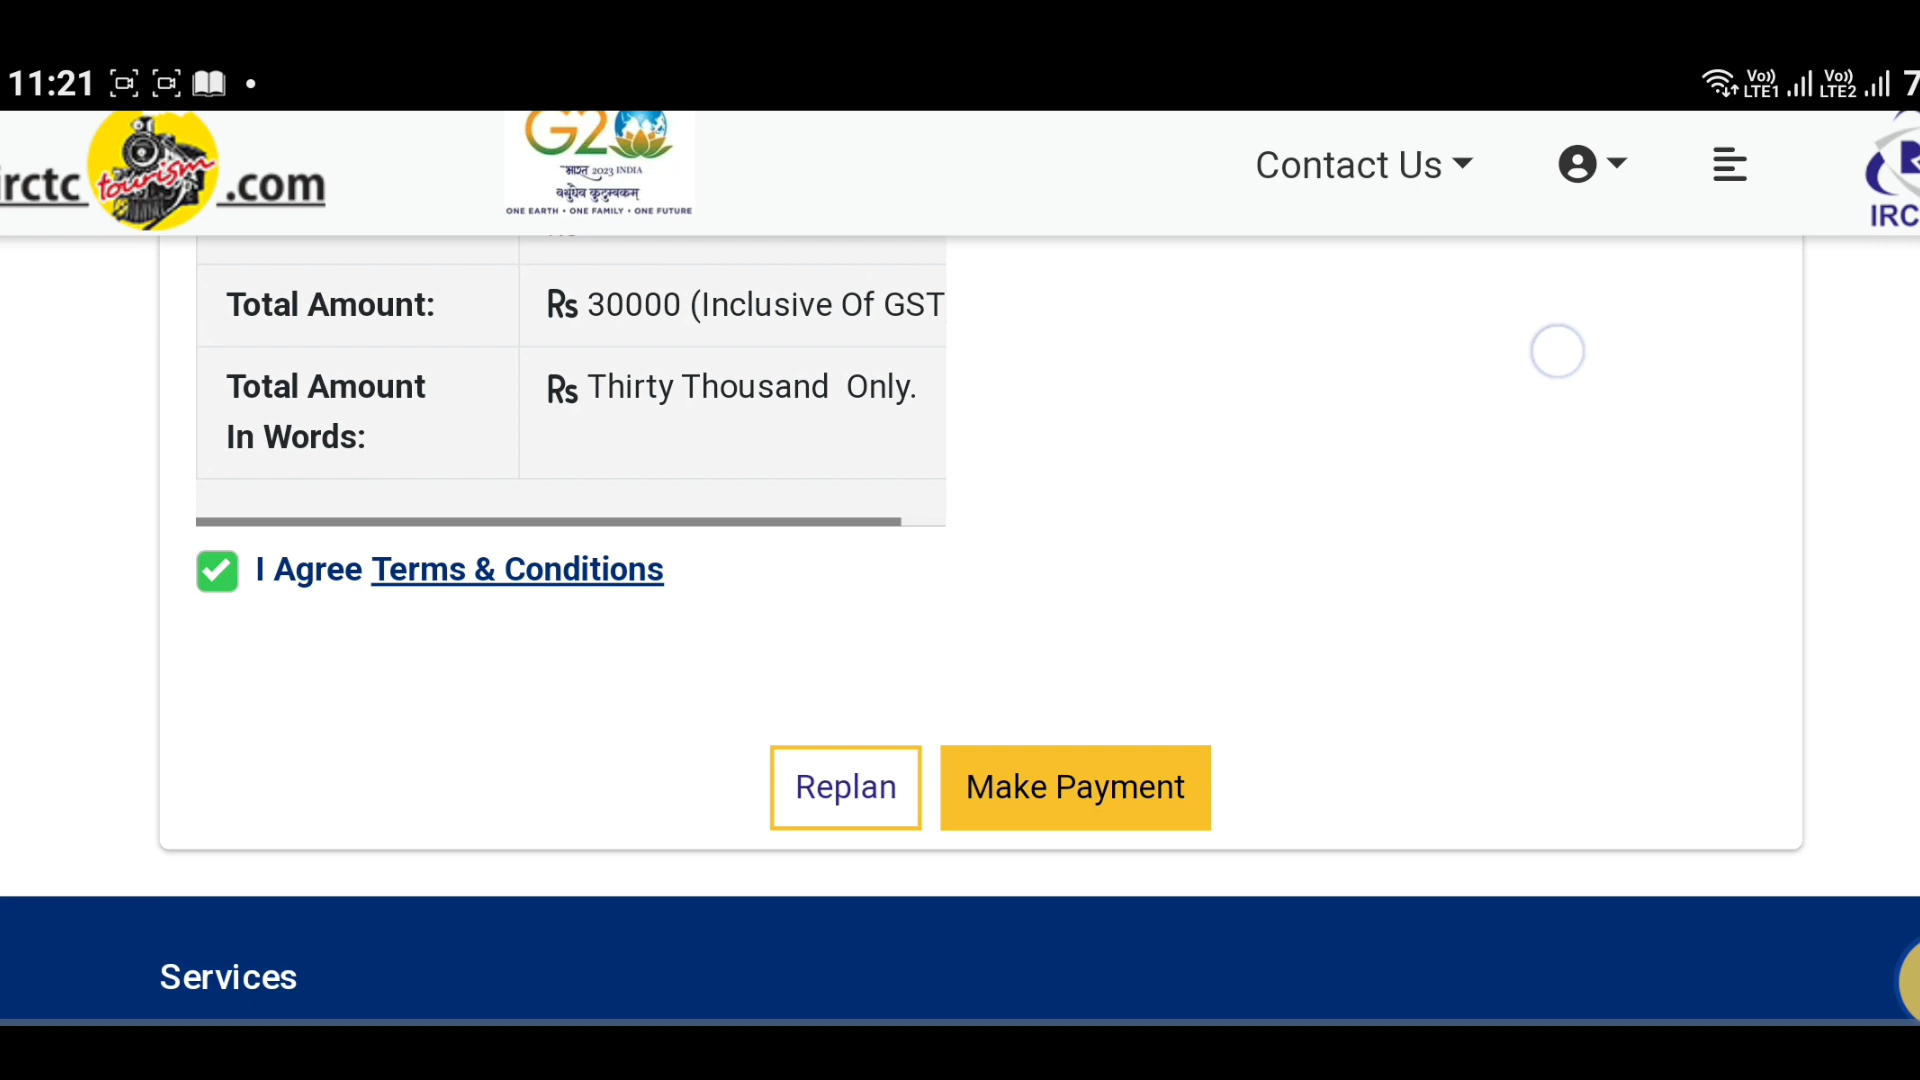 11:21
Vo)) LTE1 Vo)) LTE2 7
irctc tourism .com
G20
भारत 2023 INDIA
वसुधैव कुटुम्बकम्
ONE EARTH • ONE FAMILY • ONE FUTURE
Contact Us
IRC
Total Amount: Rs 30000 (Inclusive Of GST
Total Amount Rs Thirty Thousand Only.
In Words:
I Agree Terms & Conditions
Replan Make Payment
Services